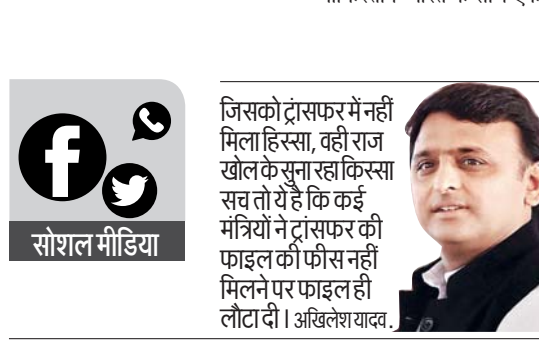 सोशल मीडिया
जिसको ट्रांसफर में नहीं
मिला हिस्सा, वही राज
खोल के सुना रहा किस्सा
सच तो ये है कि कई
मंत्रियों ने ट्रांसफर की
फाइल की फीस नहीं
मिलने पर फाइल ही
लौटा दी । अखिलेश यादव .